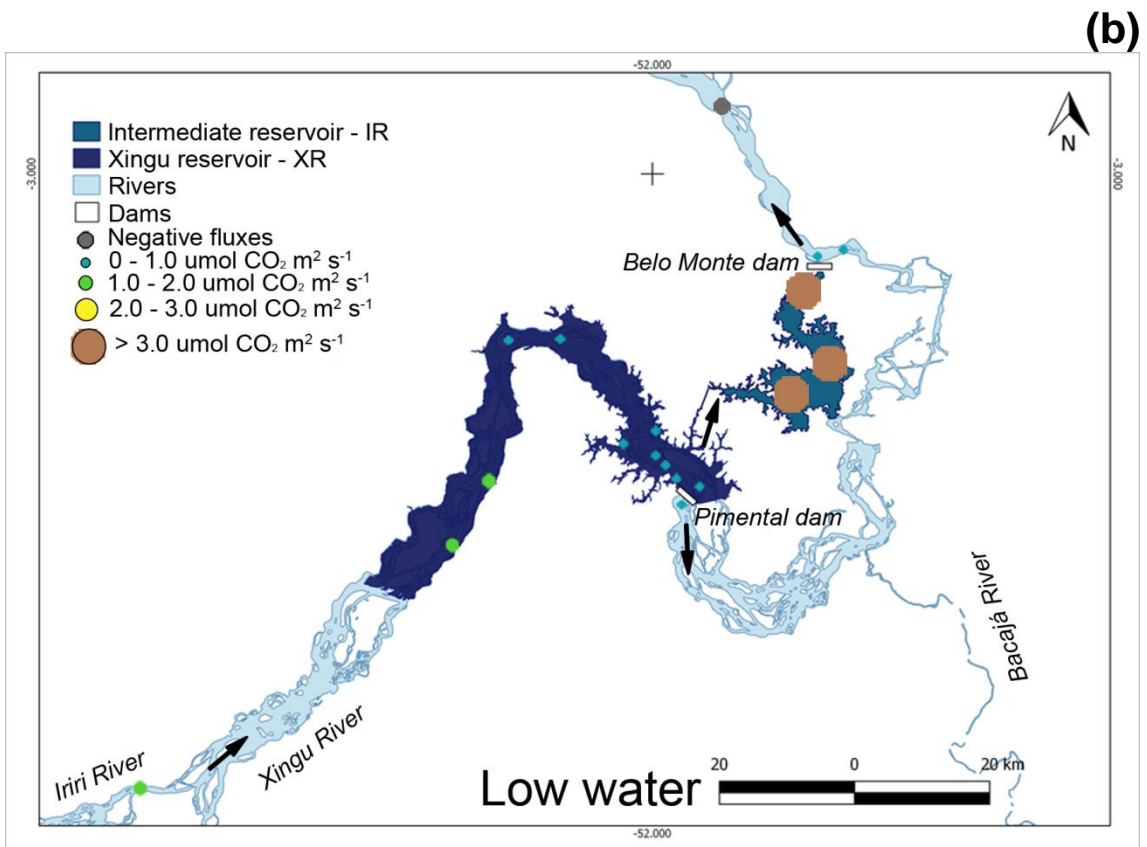 (b)
-52.000
-3.000
-3.000
Intermediate reservoir - IR
Xingu reservoir - XR
Rivers
Dams
Negative fluxes
0 - 1.0 umol CO₂ m² s⁻¹
1.0 - 2.0 umol CO₂ m² s⁻¹
2.0 - 3.0 umol CO₂ m² s⁻¹
> 3.0 umol CO₂ m² s⁻¹
N
Belo Monte dam
Pimental dam
Bacajá River
Xingu River
Iriri River
Low water
20 0 20 km
-52.000